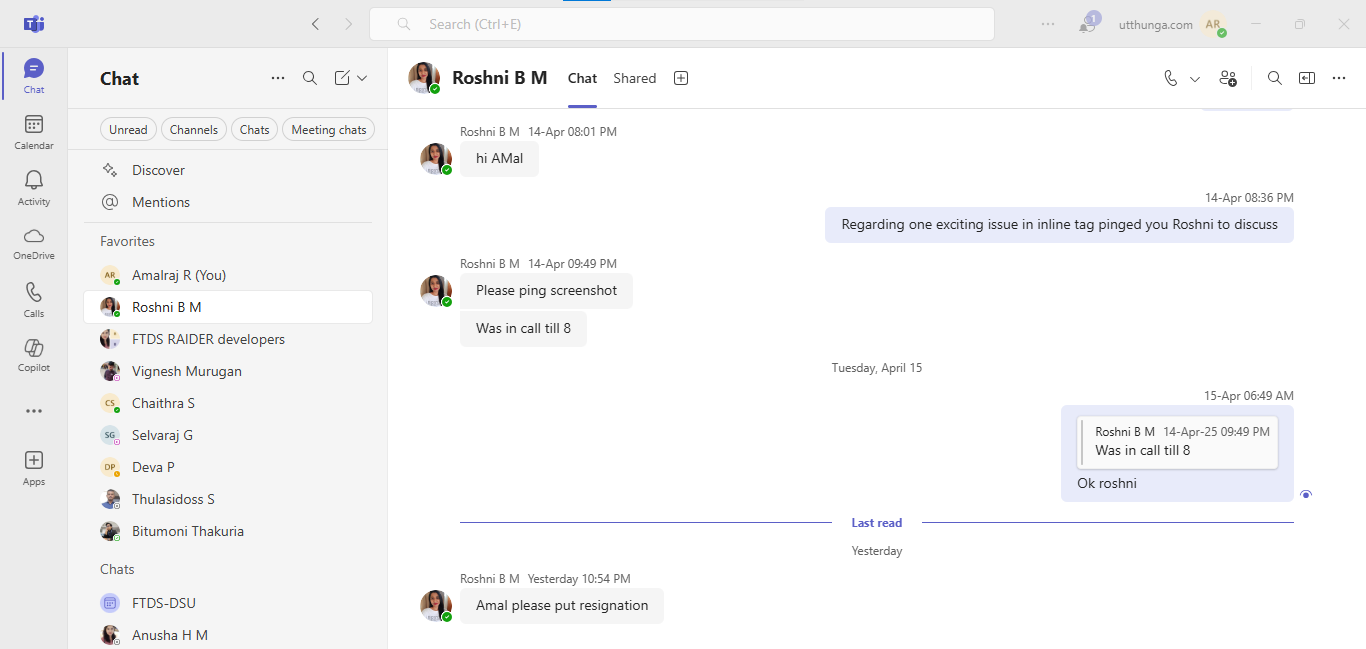 Search (Ctrl+E)
1
utthunga.com
AR
Chat
Calendar
Activity
OneDrive
Calls
Copilot
Apps
Chat
Unread
Channels
Chats
Meeting chats
Discover
Mentions
Favorites
AR Amalraj R (You)
Roshni B M
FTDS RAIDER developers
Vignesh Murugan
CS Chaithra S
SG Selvaraj G
DP Deva P
Thulasidoss S
Bitumoni Thakuria
Chats
FTDS-DSU
Anusha H M
Roshni B M
Chat
Shared
Roshni B M 14-Apr 08:01 PM
hi AMal
14-Apr 08:36 PM
Regarding one exciting issue in inline tag pinged you Roshni to discuss
Roshni B M 14-Apr 09:49 PM
Please ping screenshot
Was in call till 8
Tuesday, April 15
15-Apr 06:49 AM
Roshni B M 14-Apr-25 09:49 PM
Was in call till 8
Ok roshni
Last read
Yesterday
Roshni B M Yesterday 10:54 PM
Amal please put resignation